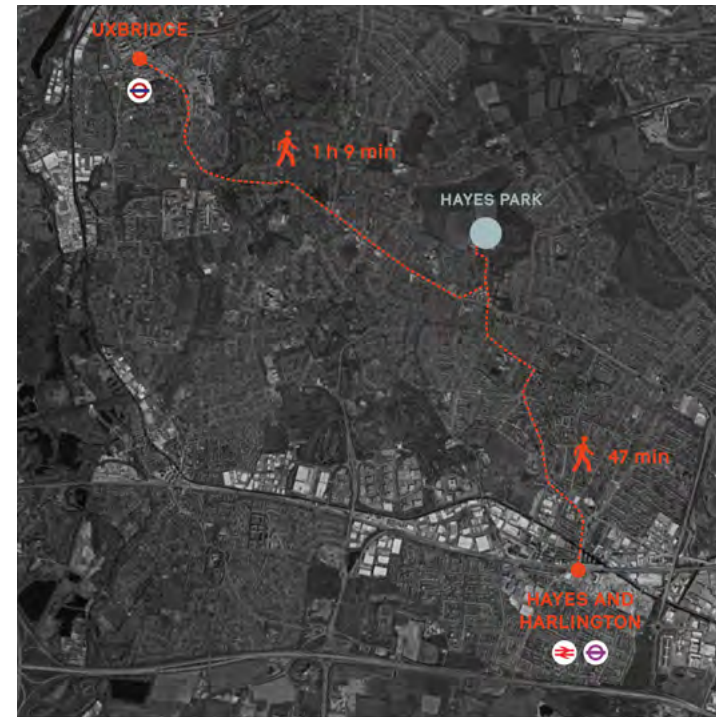 UXBRIDGE
1 h 9 min
HAYES PARK
47 min
HAYES AND
HARLINGTON